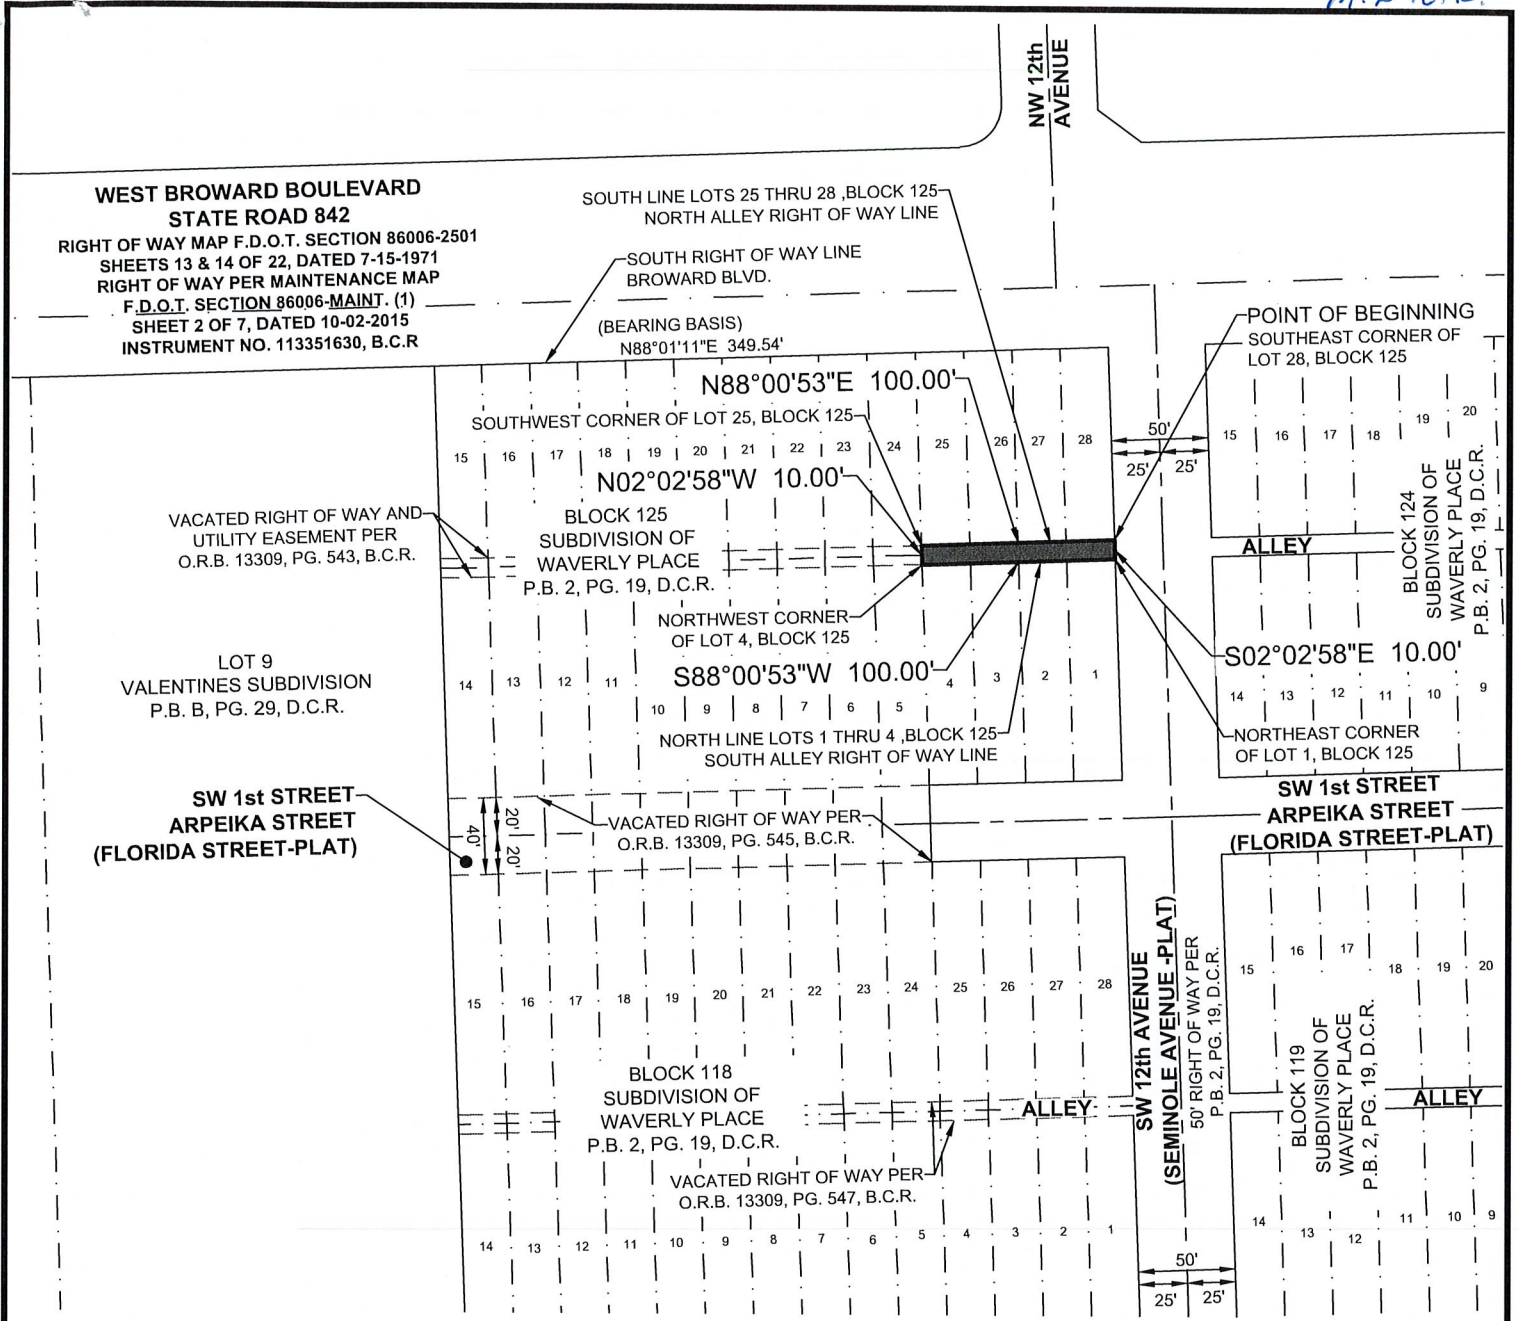 NW 12th
AVENUE
WEST BROWARD BOULEVARD
STATE ROAD 842
RIGHT OF WAY MAP F.D.O.T. SECTION 86006-2501
SHEETS 13 & 14 OF 22, DATED 7-15-1971
RIGHT OF WAY PER MAINTENANCE MAP
F.D.O.T. SECTION 86006-MAINT. (1)
SHEET 2 OF 7, DATED 10-02-2015
INSTRUMENT NO. 113351630, B.C.R
SOUTH LINE LOTS 25 THRU 28 ,BLOCK 125
NORTH ALLEY RIGHT OF WAY LINE
SOUTH RIGHT OF WAY LINE
BROWARD BLVD.
(BEARING BASIS)
N88°01'11"E 349.54'
POINT OF BEGINNING
SOUTHEAST CORNER OF
LOT 28, BLOCK 125
N88°00'53"E 100.00'
SOUTHWEST CORNER OF LOT 25, BLOCK 125
15 16 17 18 19 20 21 22 23 24 25 26 27 28
50'
25' 25'
15 16 17 18 19 20
N02°02'58"W 10.00'
VACATED RIGHT OF WAY AND
UTILITY EASEMENT PER
O.R.B. 13309, PG. 543, B.C.R.
BLOCK 125
SUBDIVISION OF
WAVERLY PLACE
P.B. 2, PG. 19, D.C.R.
ALLEY
BLOCK 124
SUBDIVISION OF
WAVERLY PLACE
P.B. 2, PG. 19, D.C.R.
NORTHWEST CORNER
OF LOT 4, BLOCK 125
S02°02'58"E 10.00'
LOT 9
VALENTINES SUBDIVISION
P.B. B, PG. 29, D.C.R.
S88°00'53"W 100.00'
14 13 12 11 10 9 8 7 6 5 4 3 2 1
14 13 12 11 10 9
NORTH LINE LOTS 1 THRU 4 ,BLOCK 125
SOUTH ALLEY RIGHT OF WAY LINE
NORTHEAST CORNER
OF LOT 1, BLOCK 125
SW 1st STREET
ARPEIKA STREET
(FLORIDA STREET-PLAT)
40'
20'
20'
VACATED RIGHT OF WAY PER
O.R.B. 13309, PG. 545, B.C.R.
SW 1st STREET
ARPEIKA STREET
(FLORIDA STREET-PLAT)
15 16 17 18 19 20 21 22 23 24 25 26 27 28
SW 12th AVENUE
(SEMINOLE AVENUE -PLAT)
50' RIGHT OF WAY PER
P.B. 2, PG. 19, D.C.R.
15 16 17 18 19 20
BLOCK 118
SUBDIVISION OF
WAVERLY PLACE
P.B. 2, PG. 19, D.C.R.
ALLEY
BLOCK 119
SUBDIVISION OF
WAVERLY PLACE
P.B. 2, PG. 19, D.C.R.
ALLEY
VACATED RIGHT OF WAY PER
O.R.B. 13309, PG. 547, B.C.R.
14 13 12 11 10 9 8 7 6 5 4 3 2 1
14 13 12 11 10 9
50'
25' 25'